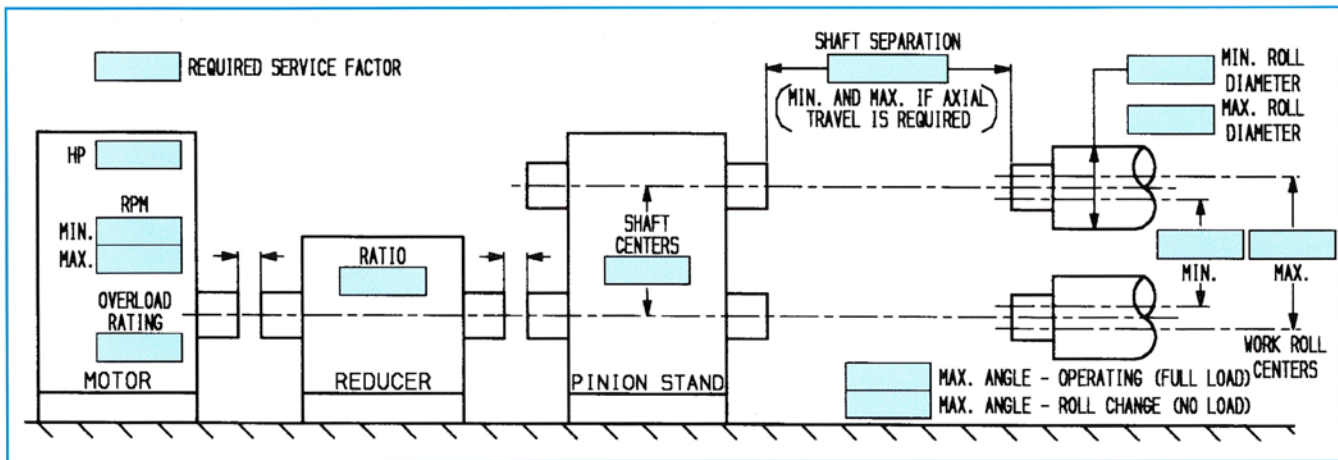 REQUIRED SERVICE FACTOR
SHAFT SEPARATION
(MIN. AND MAX. IF AXIAL
TRAVEL IS REQUIRED)
MIN. ROLL
DIAMETER
MAX. ROLL
DIAMETER
HP
RPM
MIN.
MAX.
OVERLOAD
RATING
MOTOR
RATIO
REDUCER
SHAFT
CENTERS
PINION STAND
MIN.
MAX.
WORK ROLL
CENTERS
MAX. ANGLE - OPERATING (FULL LOAD)
MAX. ANGLE - ROLL CHANGE (NO LOAD)